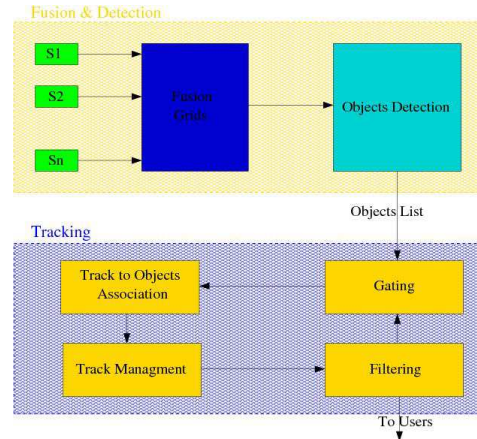 Fusion & Detection
S1
S2
Sn
Fusion
Grids
Objects Detection
Objects List
Tracking
Track to Objects
Association
Gating
Track Managment
Filtering
To Users